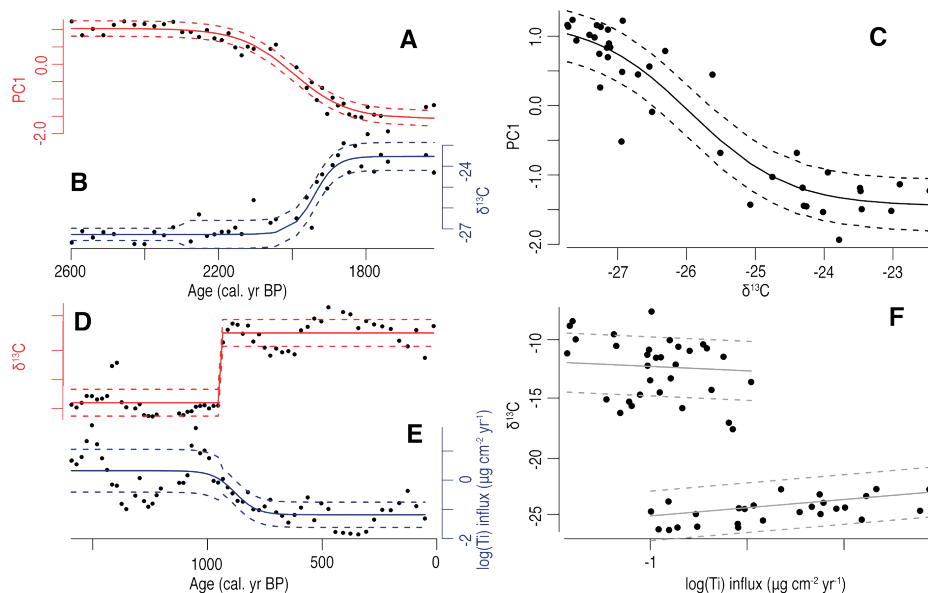 A
0.0
-2.0
PC1
B
-24
-27
δ¹³C
2600
2200
1800
Age (cal. yr BP)
C
1.0
0.0
-1.0
-2.0
PC1
-27
-26
-25
-24
-23
δ¹³C
D
δ¹³C
E
0
-2
log(Ti) influx (µg cm⁻² yr⁻¹)
1000
500
0
Age (cal. yr BP)
F
-10
-15
-20
-25
δ¹³C
-1
log(Ti) influx (µg cm⁻² yr⁻¹)